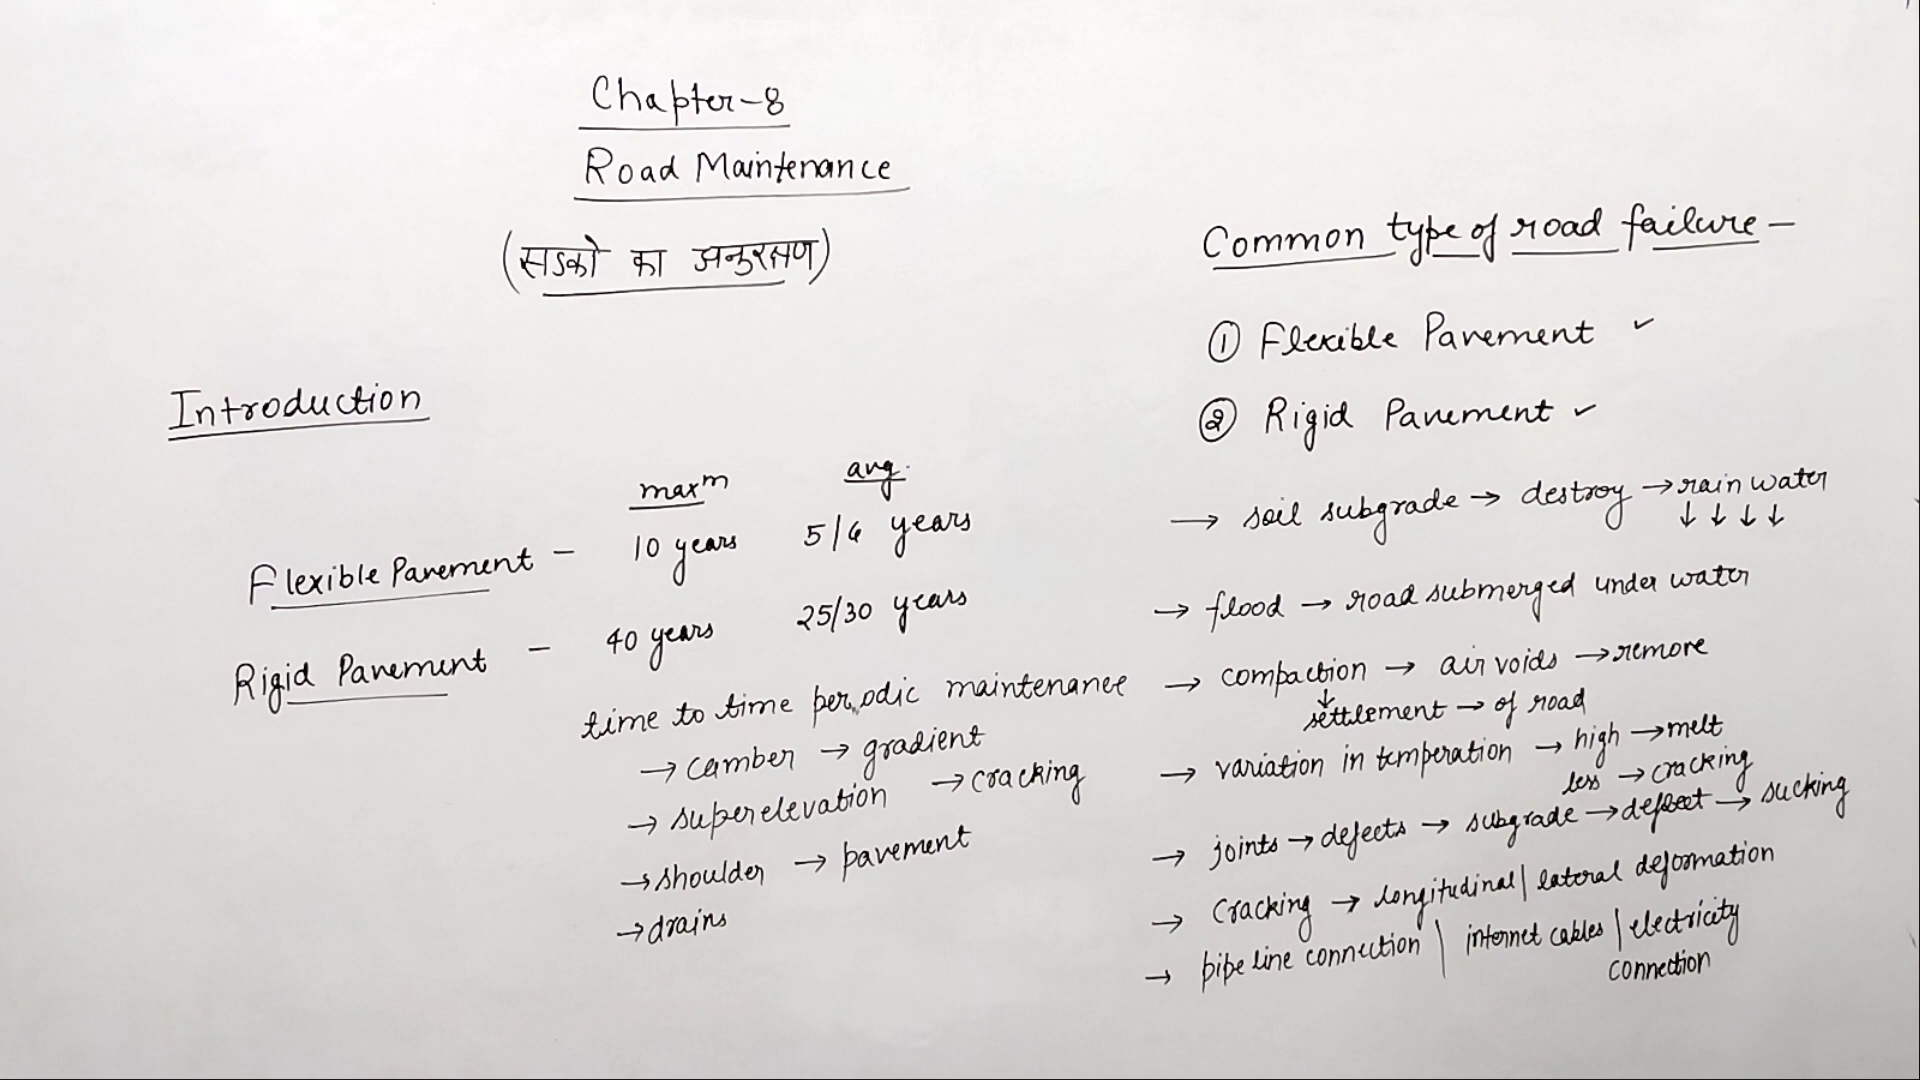 Chapter-8
Road Maintenance
(सडको का अनुरक्षण)
Introduction
maxᵐ avg.
Flexible Pavement - 10 years 5/6 years
Rigid Pavement - 40 years 25/30 years
time to time periodic maintenance
→ camber → gradient
→ superelevation → cracking
→ shoulder → pavement
→ drains
Common type of road failure -
① Flexible Pavement ✓
② Rigid Pavement ✓
→ soil subgrade → destroy → rain water
↓ ↓ ↓ ↓
→ flood → road submerged under water
→ compaction → air voids → remove
↓
settlement → of road
→ variation in temperation → high → melt
less → cracking
→ joints → defects → subgrade → defect → sucking
→ Cracking → longitudinal | lateral deformation
→ pipe line connection | internet cables | electricity
connection